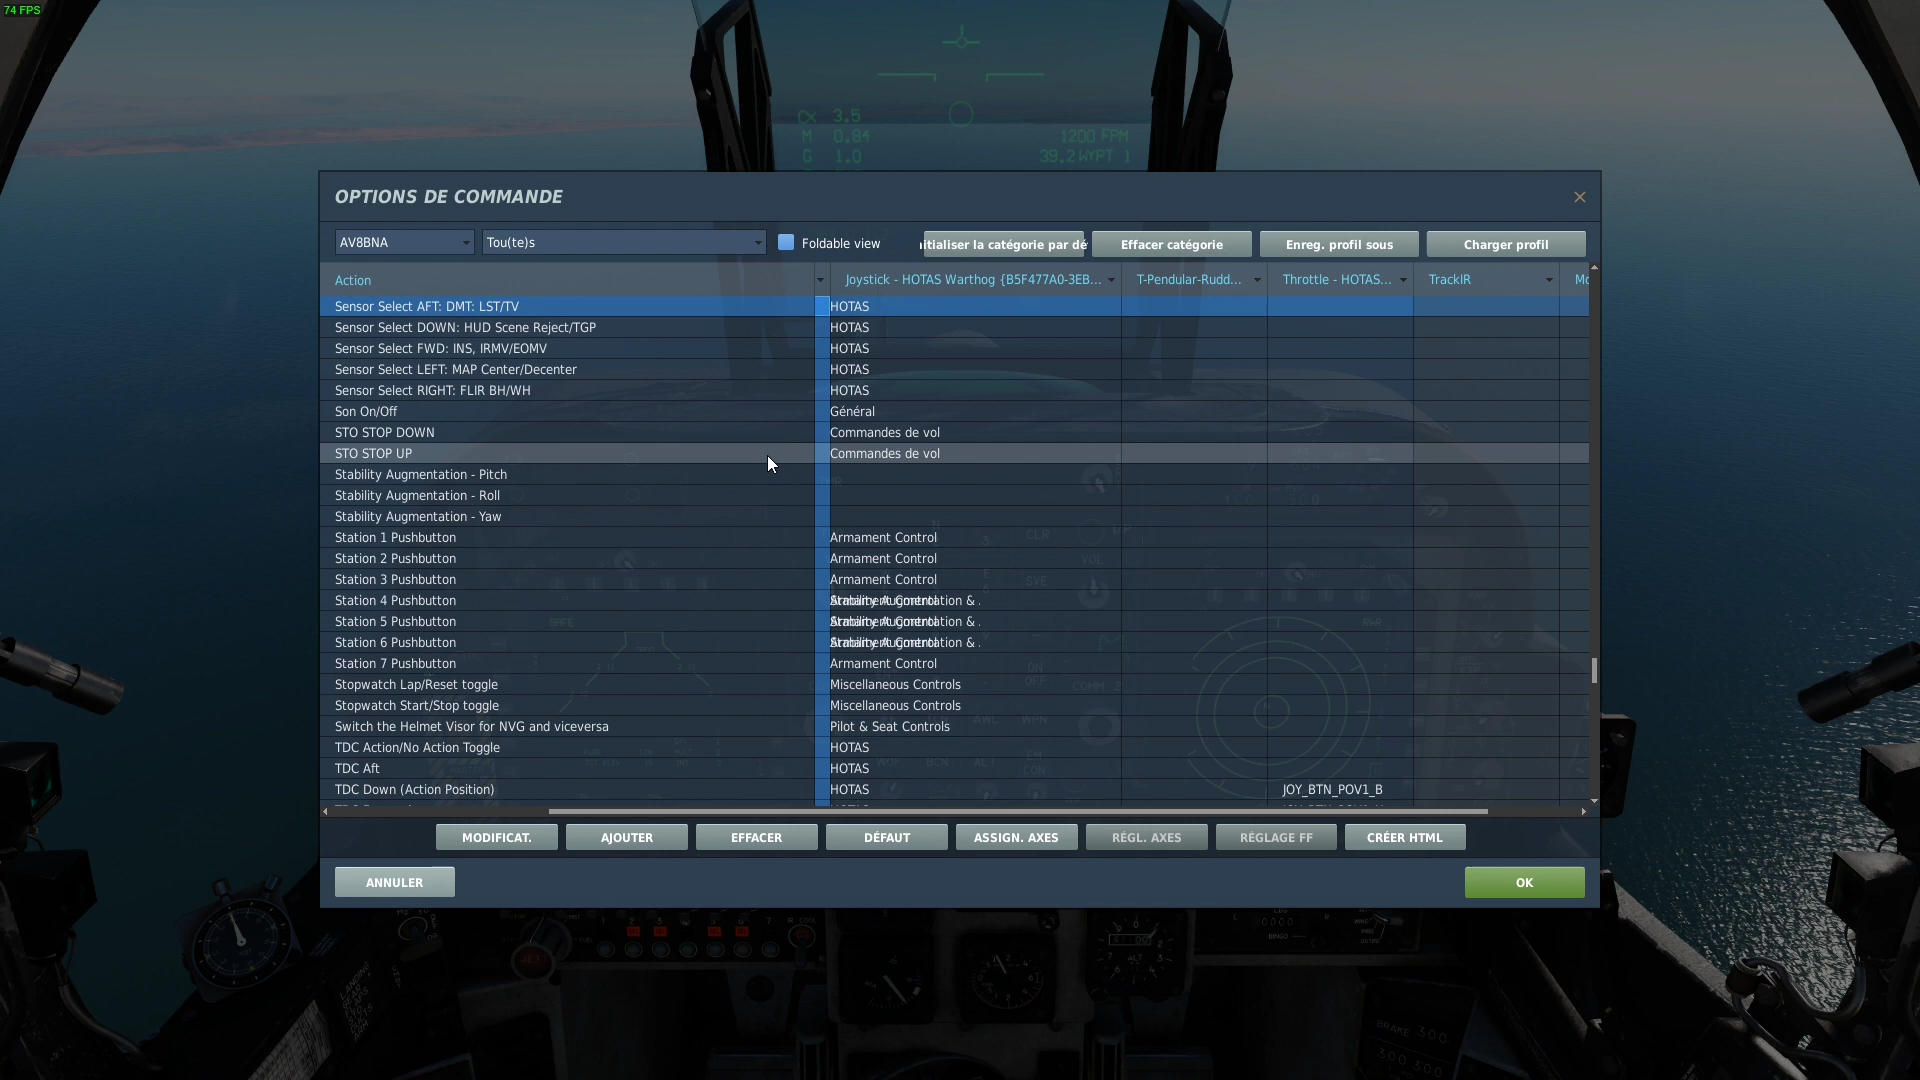 74 FPS
α 3.5
M 0.84
G 1.0
1200 FPM
39.2 WYPT 1
OPTIONS DE COMMANDE
AV8BNA
Tou(te)s
Foldable view
itialiser la catégorie par dé
Effacer catégorie
Enreg. profil sous
Charger profil
Action
Joystick - HOTAS Warthog {B5F477A0-3EB...
T-Pendular-Rudd...
Throttle - HOTAS...
TrackIR
Mo
Sensor Select AFT: DMT: LST/TV HOTAS
Sensor Select DOWN: HUD Scene Reject/TGP HOTAS
Sensor Select FWD: INS, IRMV/EOMV HOTAS
Sensor Select LEFT: MAP Center/Decenter HOTAS
Sensor Select RIGHT: FLIR BH/WH HOTAS
Son On/Off Général
STO STOP DOWN Commandes de vol
STO STOP UP Commandes de vol
Stability Augmentation - Pitch
Stability Augmentation - Roll
Stability Augmentation - Yaw
Station 1 Pushbutton Armament Control
Station 2 Pushbutton Armament Control
Station 3 Pushbutton Armament Control
Station 4 Pushbutton
Station 5 Pushbutton
Station 6 Pushbutton
Station 7 Pushbutton Armament Control
Stopwatch Lap/Reset toggle Miscellaneous Controls
Stopwatch Start/Stop toggle Miscellaneous Controls
Switch the Helmet Visor for NVG and viceversa Pilot & Seat Controls
TDC Action/No Action Toggle HOTAS
TDC Aft HOTAS
TDC Down (Action Position) HOTAS JOY_BTN_POV1_B
MODIFICAT.
AJOUTER
EFFACER
DÉFAUT
ASSIGN. AXES
RÉGL. AXES
RÉGLAGE FF
CRÉER HTML
ANNULER
OK
BINGO
ALT
BRAKE 300
300 300